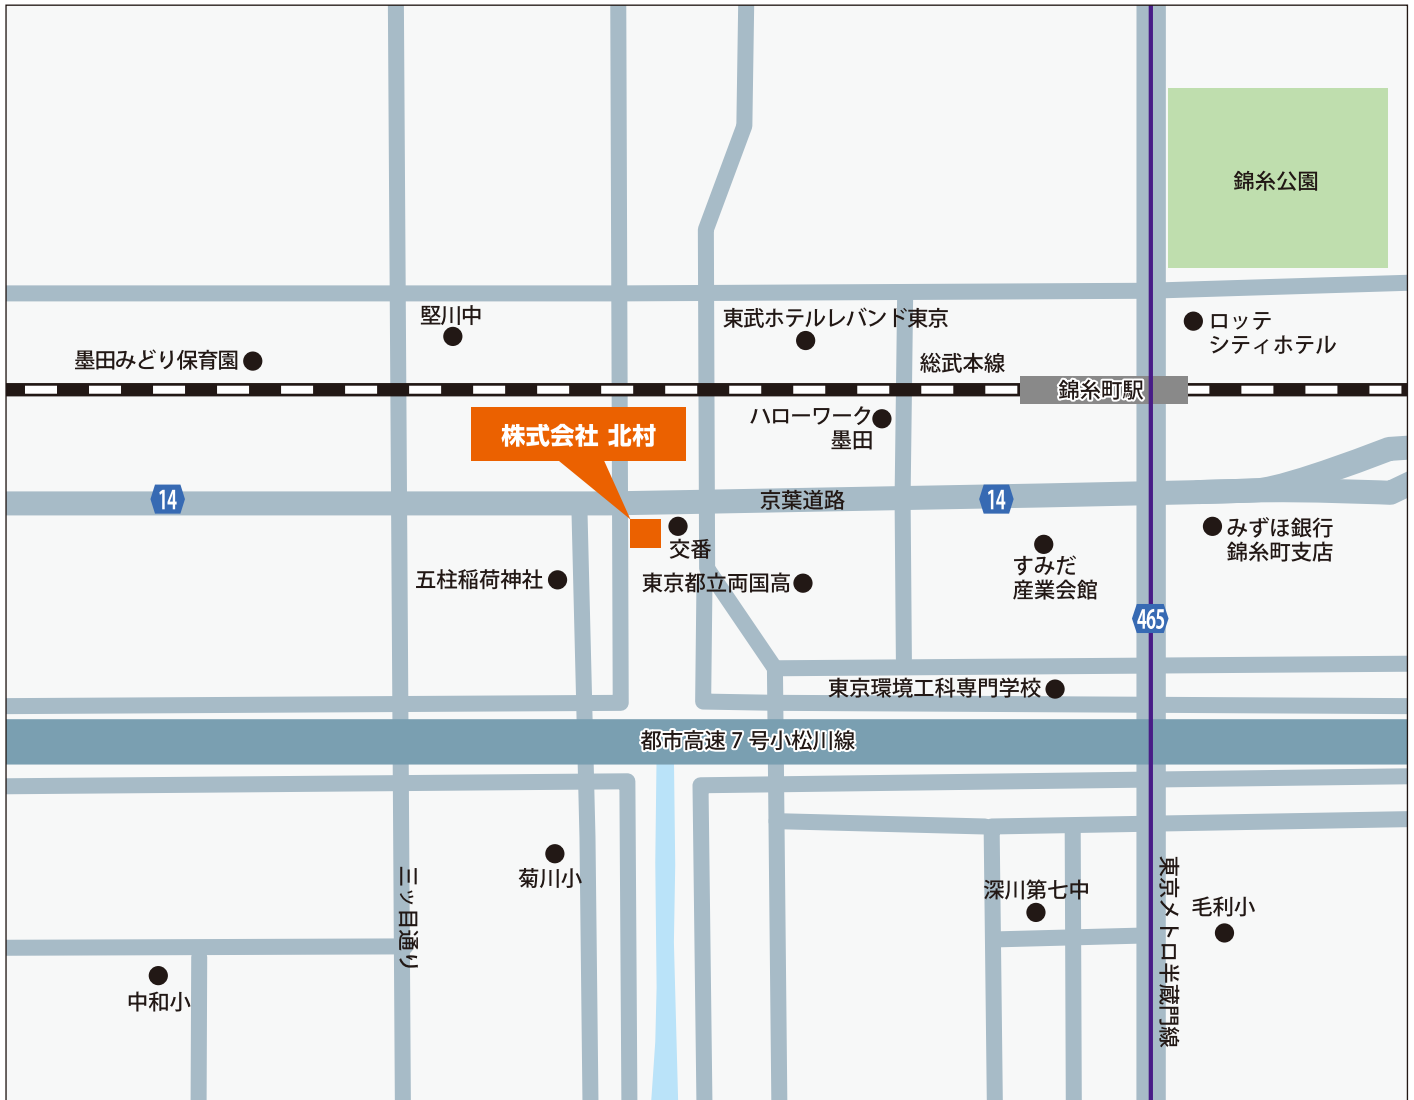 錦糸公園
堅川中
東武ホテルレバンド東京
ロッテ
シティホテル
墨田みどり保育園
総武本線
錦糸町駅
ハローワーク
墨田
株式会社 北村
14
京葉道路
14
みずほ銀行
錦糸町支店
交番
すみだ
産業会館
五柱稲荷神社
東京都立両国高
465
東京環境工科専門学校
都市高速７号小松川線
菊川小
三ッ目通り
深川第七中
東京メトロ半蔵門線
毛利小
中和小